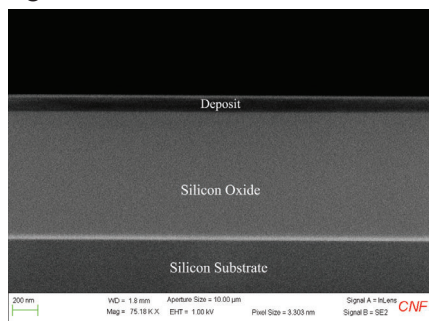 Deposit
Silicon Oxide
Silicon Substrate
200 nm
WD = 1.8 mm
Aperture Size = 10.00 µm
Signal A = InLens
Mag = 75.18 K X
EHT = 1.00 kV
Pixel Size = 3.303 nm
Signal B = SE2
CNF